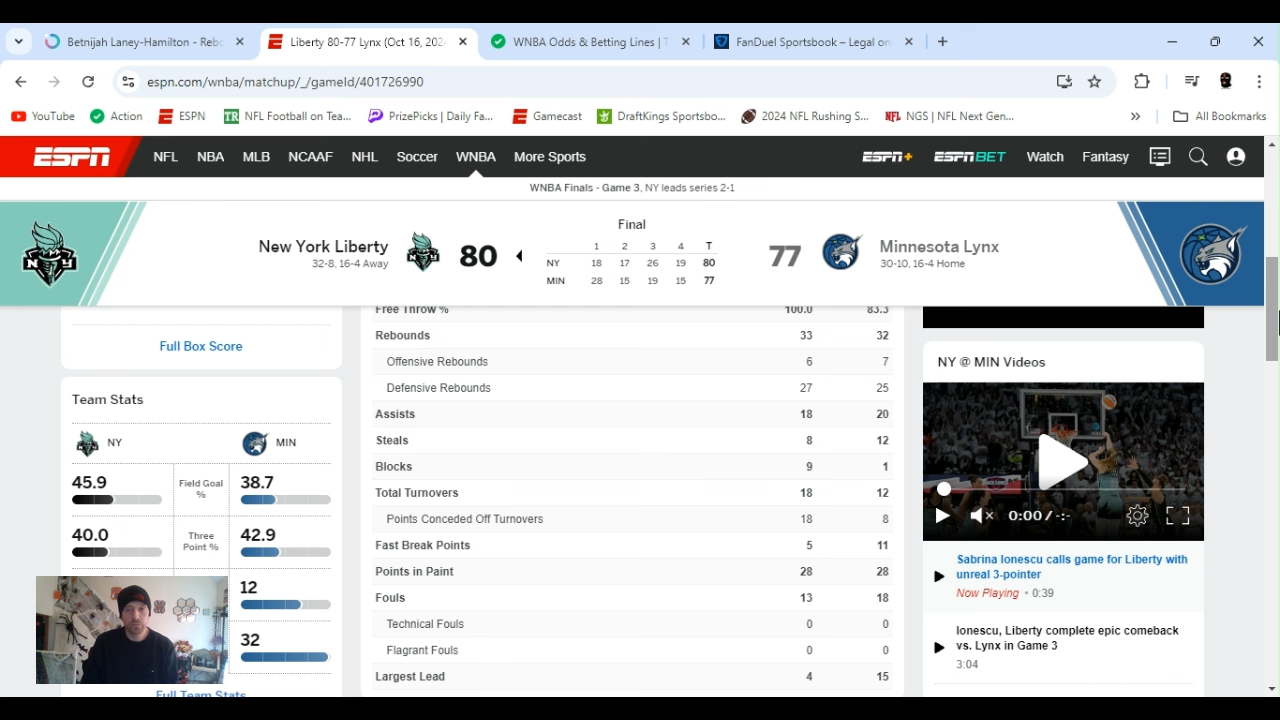 Betnijah Laney-Hamilton - Rebo
Liberty 80-77 Lynx (Oct 16, 202
WNBA Odds & Betting Lines | T
FanDuel Sportsbook – Legal onl
espn.com/wnba/matchup/_/gameId/401726990
YouTube
Action
ESPN
NFL Football on Tea...
PrizePicks | Daily Fa...
Gamecast
DraftKings Sportsbo...
2024 NFL Rushing S...
NGS | NFL Next Gen...
»
All Bookmarks
ESPN
NFL
NBA
MLB
NCAAF
NHL
Soccer
WNBA
More Sports
ESPN+
ESPN BET
Watch
Fantasy
WNBA Finals - Game 3, NY leads series 2-1
New York Liberty
32-8, 16-4 Away
80
Final
1 2 3 4 T
NY 18 17 26 19 80
MIN 28 15 19 15 77
77
Minnesota Lynx
30-10, 16-4 Home
Full Box Score
Team Stats
NY
MIN
45.9 Field Goal % 38.7
40.0 Three Point % 42.9
12
32
Full Team Stats
Free Throw % 100.0 83.3
Rebounds 33 32
Offensive Rebounds 6 7
Defensive Rebounds 27 25
Assists 18 20
Steals 8 12
Blocks 9 1
Total Turnovers 18 12
Points Conceded Off Turnovers 18 8
Fast Break Points 5 11
Points in Paint 28 28
Fouls 13 18
Technical Fouls 0 0
Flagrant Fouls 0 0
Largest Lead 4 15
NY @ MIN Videos
0:00 / -:-
Sabrina Ionescu calls game for Liberty with
unreal 3-pointer
Now Playing • 0:39
Ionescu, Liberty complete epic comeback
vs. Lynx in Game 3
3:04